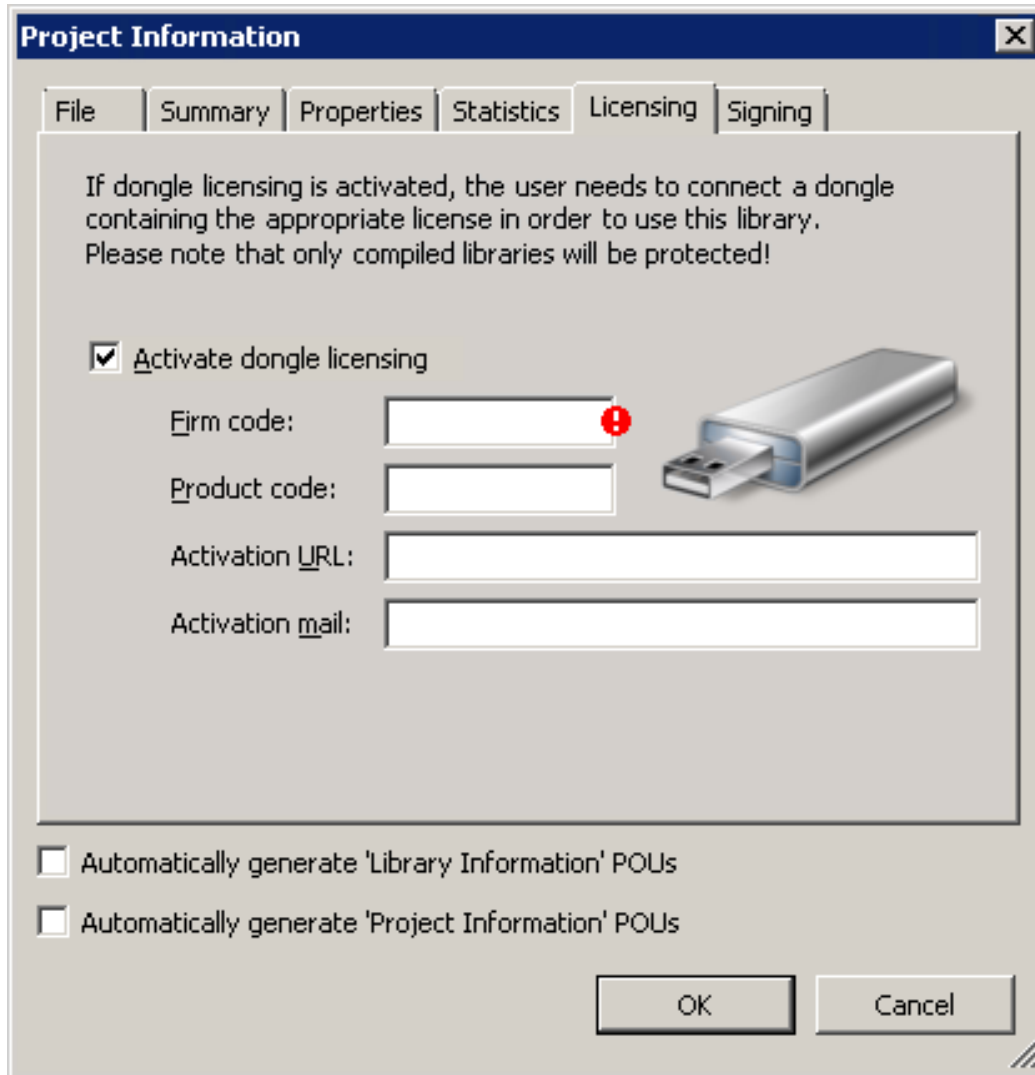 Project Information
File
Summary
Properties
Statistics
Licensing
Signing
If dongle licensing is activated, the user needs to connect a dongle
containing the appropriate license in order to use this library.
Please note that only compiled libraries will be protected!
Activate dongle licensing
Firm code:
Product code:
Activation URL:
Activation mail:
Automatically generate 'Library Information' POUs
Automatically generate 'Project Information' POUs
OK
Cancel